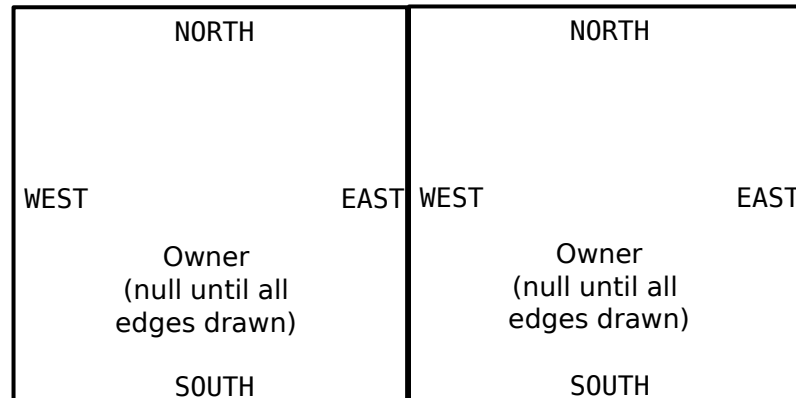 NORTH NORTH
WEST EAST WEST EAST
Owner
(null until all
edges drawn)
Owner
(null until all
edges drawn)
SOUTH SOUTH